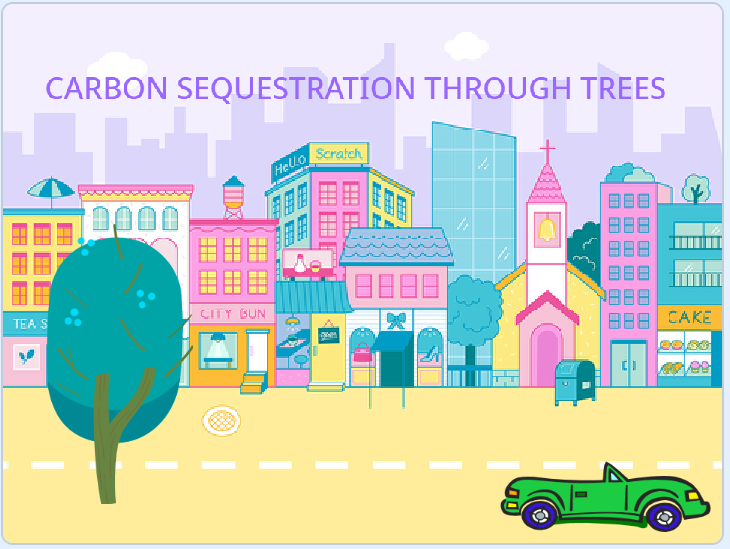 CARBON SEQUESTRATION THROUGH TREES
Hello
Scratch
TEA S
CITY BUN
CAKE